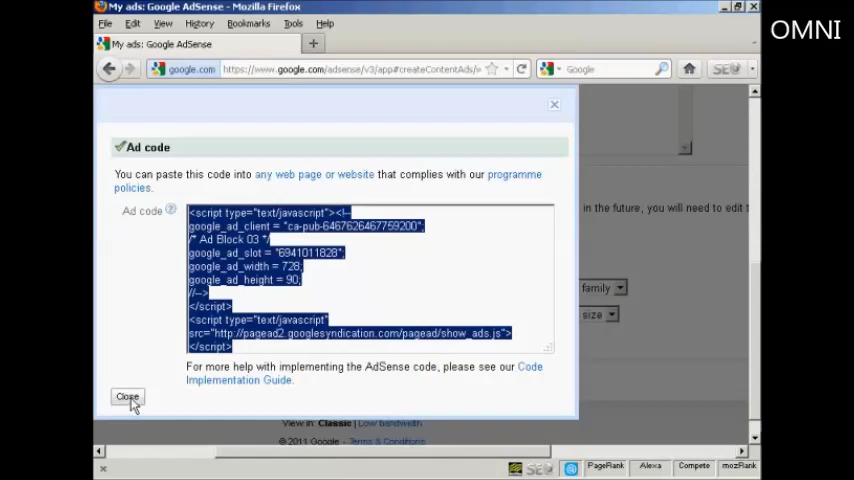 My ads: Google AdSense - Mozilla Firefox
OMNI
File Edit View History Bookmarks Tools Help
My ads: Google AdSense
google.com https://www.google.com/adsense/v3/app#createContentAds/
Google
SEO
Ad code
You can paste this code into any web page or website that complies with our programme
policies.
in the future, you will need to edit t
Ad code
<script type="text/javascript"><!--
google_ad_client = "ca-pub-6467626467759200";
/* Ad Block 03 */
google_ad_slot = "6941011828";
google_ad_width = 728;
google_ad_height = 90;
//-->
</script>
<script type="text/javascript"
src="http://pagead2.googlesyndication.com/pagead/show_ads.js">
</script>
family
size
For more help with implementing the AdSense code, please see our Code
Implementation Guide.
Close
View in: Classic | Low bandwidth
© 2011 Google - Terms & Conditions
SEO PageRank Alexa Compete mozRank